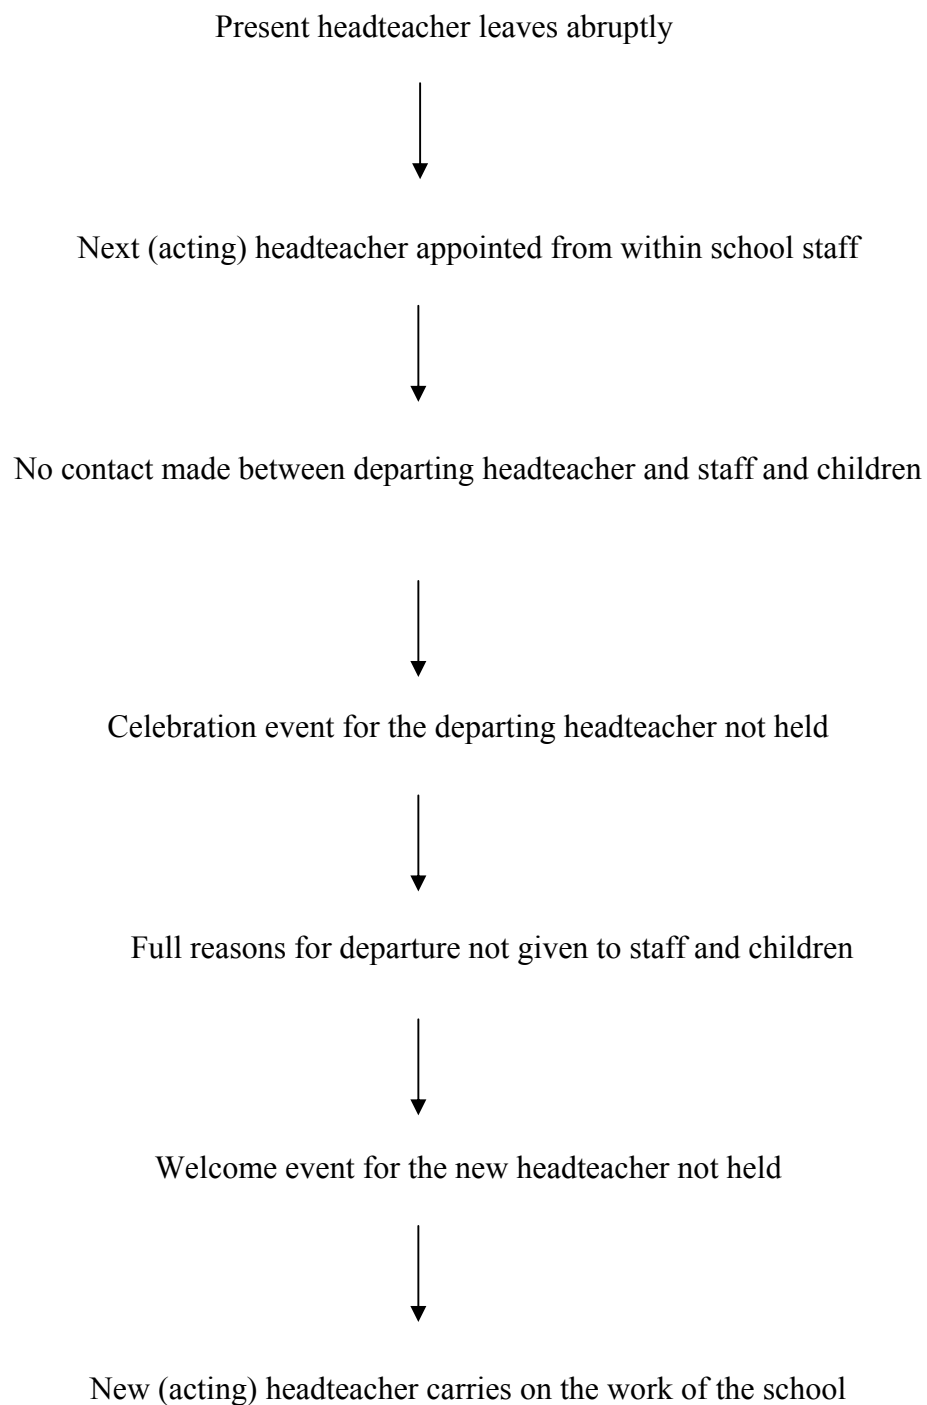 Present headteacher leaves abruptly
Next (acting) headteacher appointed from within school staff
No contact made between departing headteacher and staff and children
Celebration event for the departing headteacher not held
Full reasons for departure not given to staff and children
Welcome event for the new headteacher not held
New (acting) headteacher carries on the work of the school